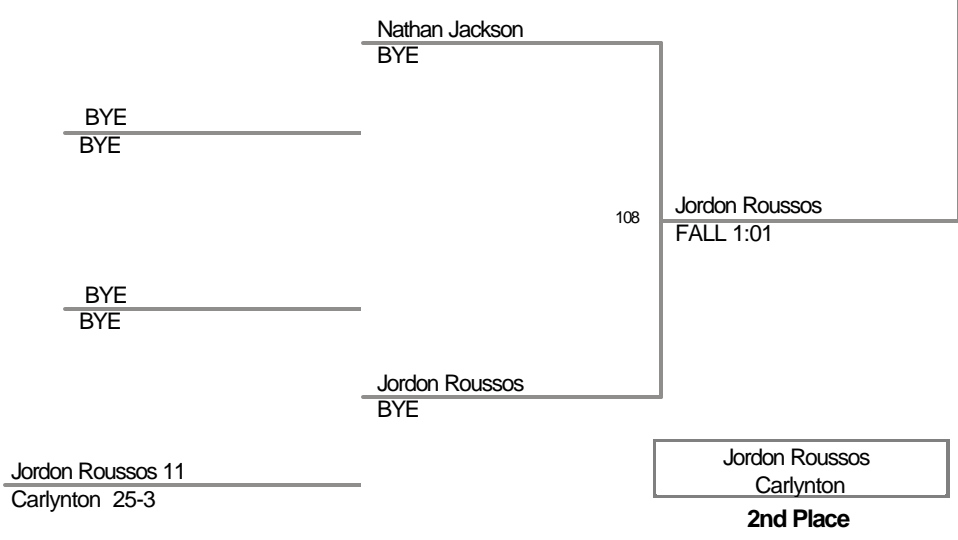 Nathan Jackson
BYE
BYE
BYE
108
Jordon Roussos
FALL 1:01
BYE
BYE
Jordon Roussos
BYE
Jordon Roussos 11
Carlynton 25-3
Jordon Roussos
Carlynton
2nd Place